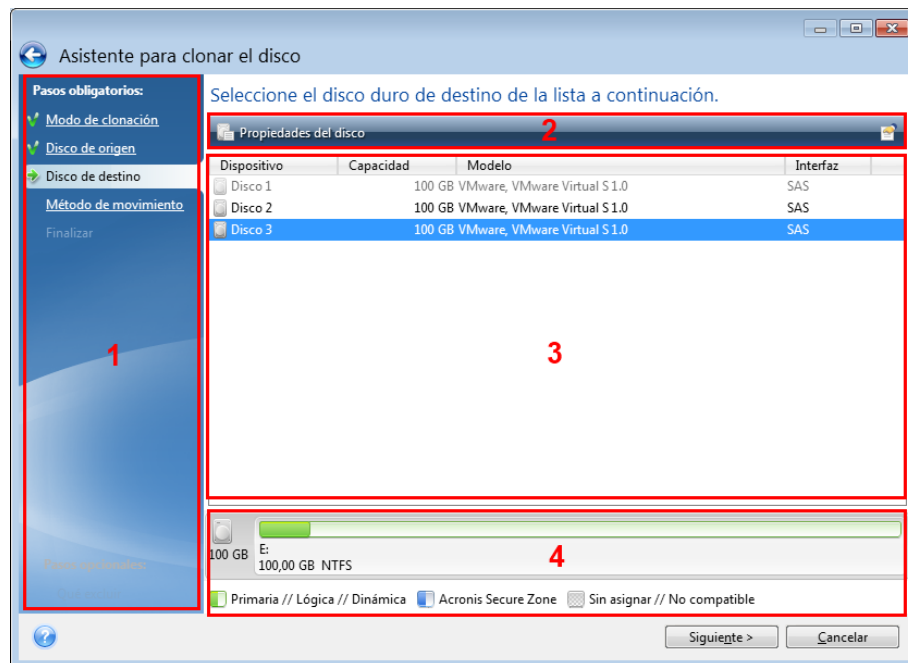 Asistente para clonar el disco
Pasos obligatorios:
Modo de clonación
Disco de origen
Disco de destino
Método de movimiento
Finalizar
1
Pasos opcionales:
Seleccione el disco duro de destino de la lista a continuación.
Propiedades del disco
2
Dispositivo Capacidad Modelo Interfaz
Disco 1 100 GB VMware, VMware Virtual S 1.0 SAS
Disco 2 100 GB VMware, VMware Virtual S 1.0 SAS
Disco 3 100 GB VMware, VMware Virtual S 1.0 SAS
3
100 GB
E:
100,00 GB NTFS
4
Primaria // Lógica // Dinámica Acronis Secure Zone Sin asignar // No compatible
? Siguiente > Cancelar